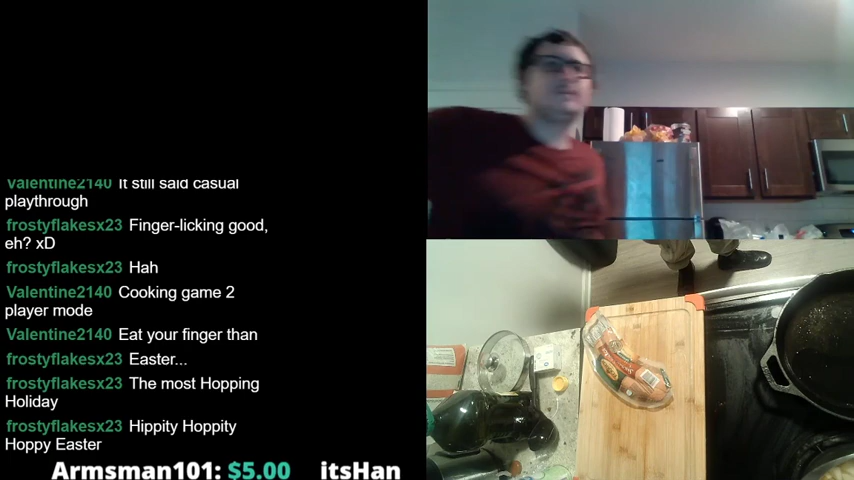 Valentine2140 It still said casual
playthrough
frostyflakesx23 Finger-licking good,
eh? xD
frostyflakesx23 Hah
Valentine2140 Cooking game 2
player mode
Valentine2140 Eat your finger than
frostyflakesx23 Easter...
frostyflakesx23 The most Hopping
Holiday
frostyflakesx23 Hippity Hoppity
Hoppy Easter
Armsman101: $5.00 itsHan